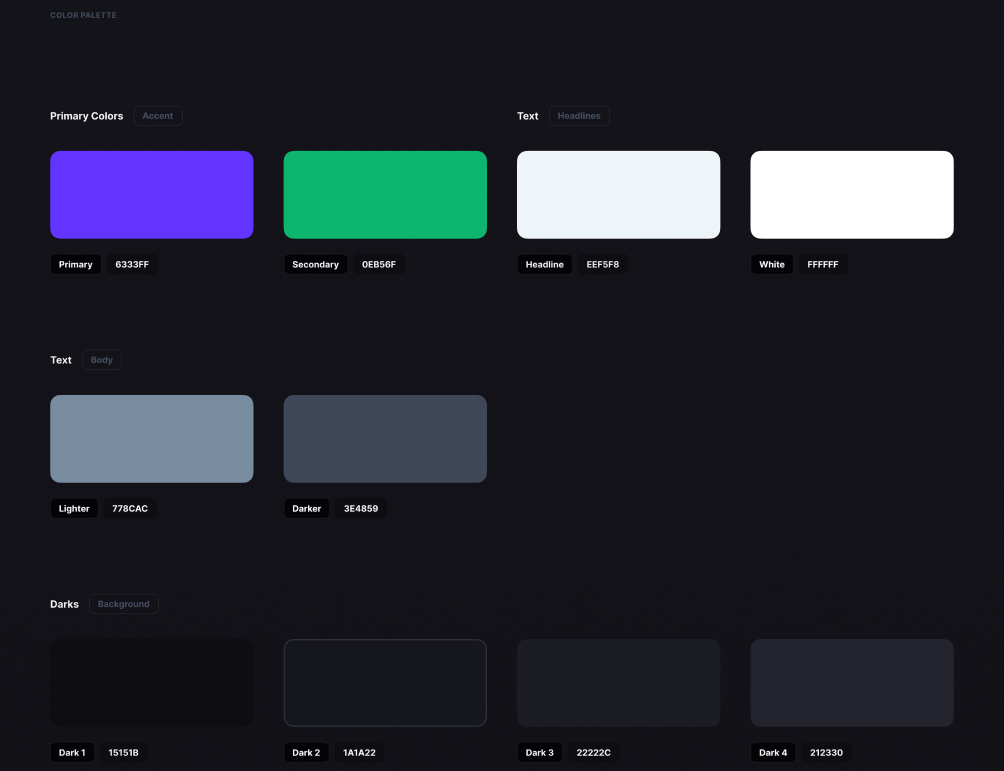 COLOR PALETTE
Primary Colors Accent
Text Headlines
Primary 6333FF
Secondary 0EB56F
Headline EEF5F8
White FFFFFF
Text Body
Lighter 778CAC
Darker 3E4859
Darks Background
Dark 1 15151B
Dark 2 1A1A22
Dark 3 22222C
Dark 4 212330